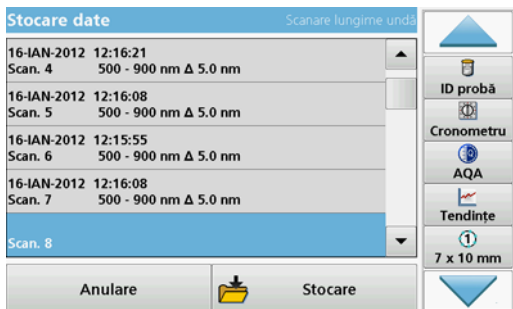 Stocare date
Scanare lungime undă
16-IAN-2012 12:16:21
Scan. 4 500 - 900 nm Δ 5.0 nm
16-IAN-2012 12:16:08
Scan. 5 500 - 900 nm Δ 5.0 nm
16-IAN-2012 12:15:55
Scan. 6 500 - 900 nm Δ 5.0 nm
16-IAN-2012 12:16:08
Scan. 7 500 - 900 nm Δ 5.0 nm
Scan. 8
Anulare
Stocare
ID probă
Cronometru
AQA
Tendințe
1
7 x 10 mm